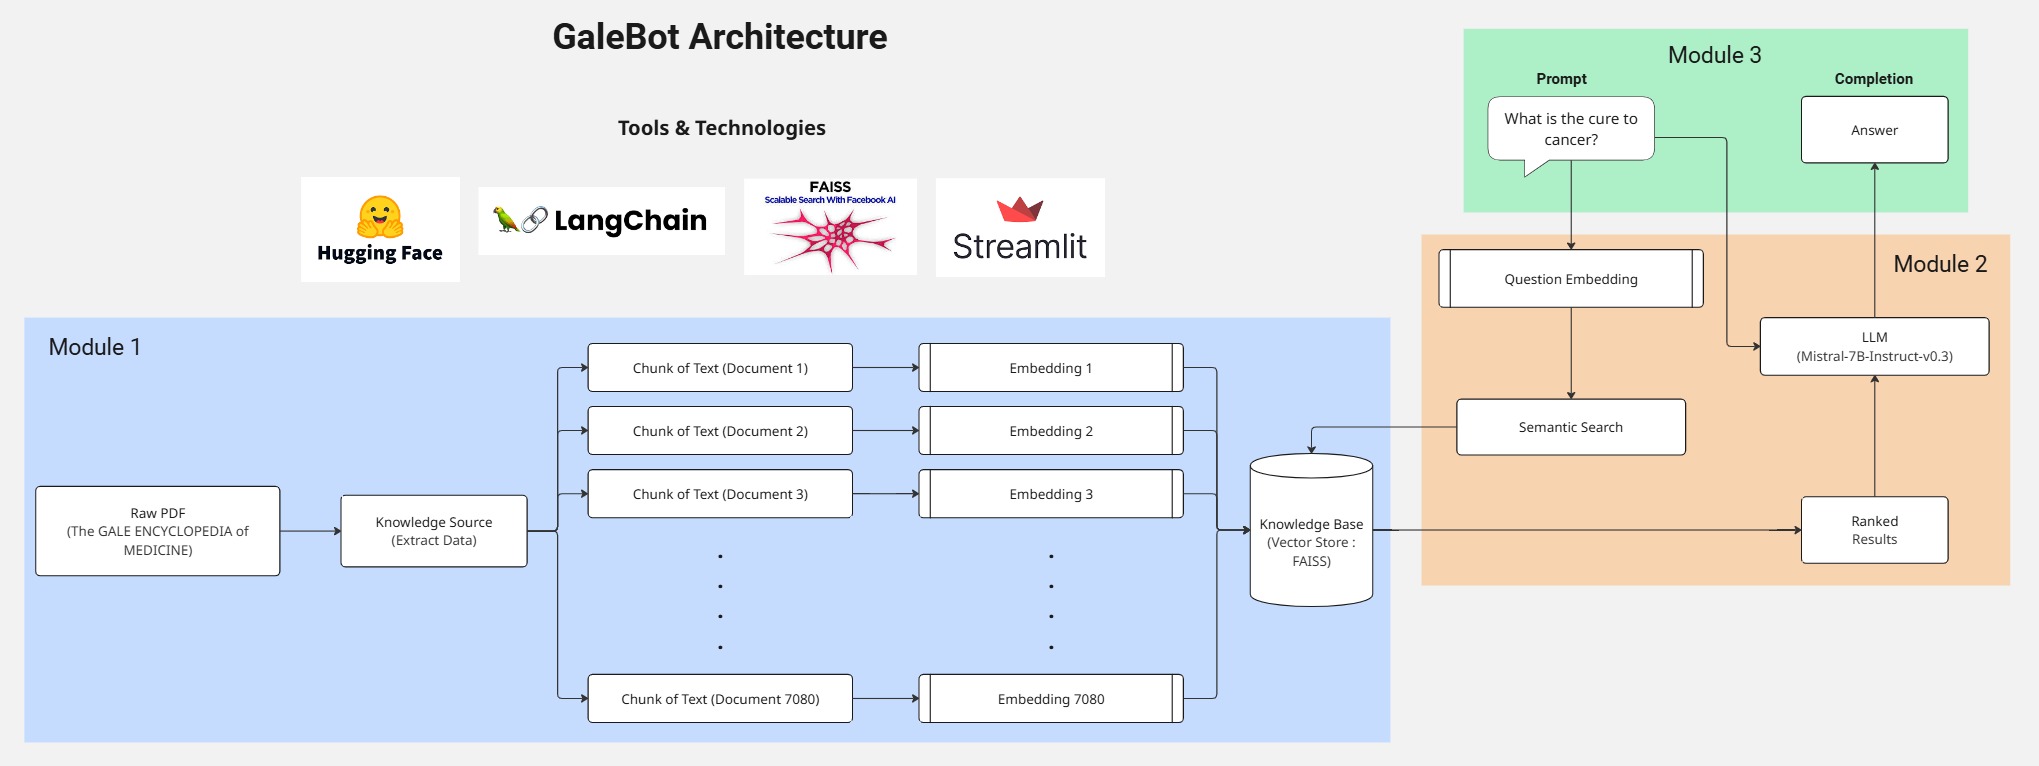 GaleBot Architecture
Tools & Technologies
Hugging Face
LangChain
FAISS
Scalable Search With Facebook AI
Streamlit
Module 1
Raw PDF
(The GALE ENCYCLOPEDIA of
MEDICINE)
Knowledge Source
(Extract Data)
Chunk of Text (Document 1)
Embedding 1
Chunk of Text (Document 2)
Embedding 2
Chunk of Text (Document 3)
Embedding 3
Chunk of Text (Document 7080)
Embedding 7080
Knowledge Base
(Vector Store :
FAISS)
Module 3
Prompt
Completion
What is the cure to
cancer?
Answer
Module 2
Question Embedding
LLM
(Mistral-7B-Instruct-v0.3)
Semantic Search
Ranked
Results